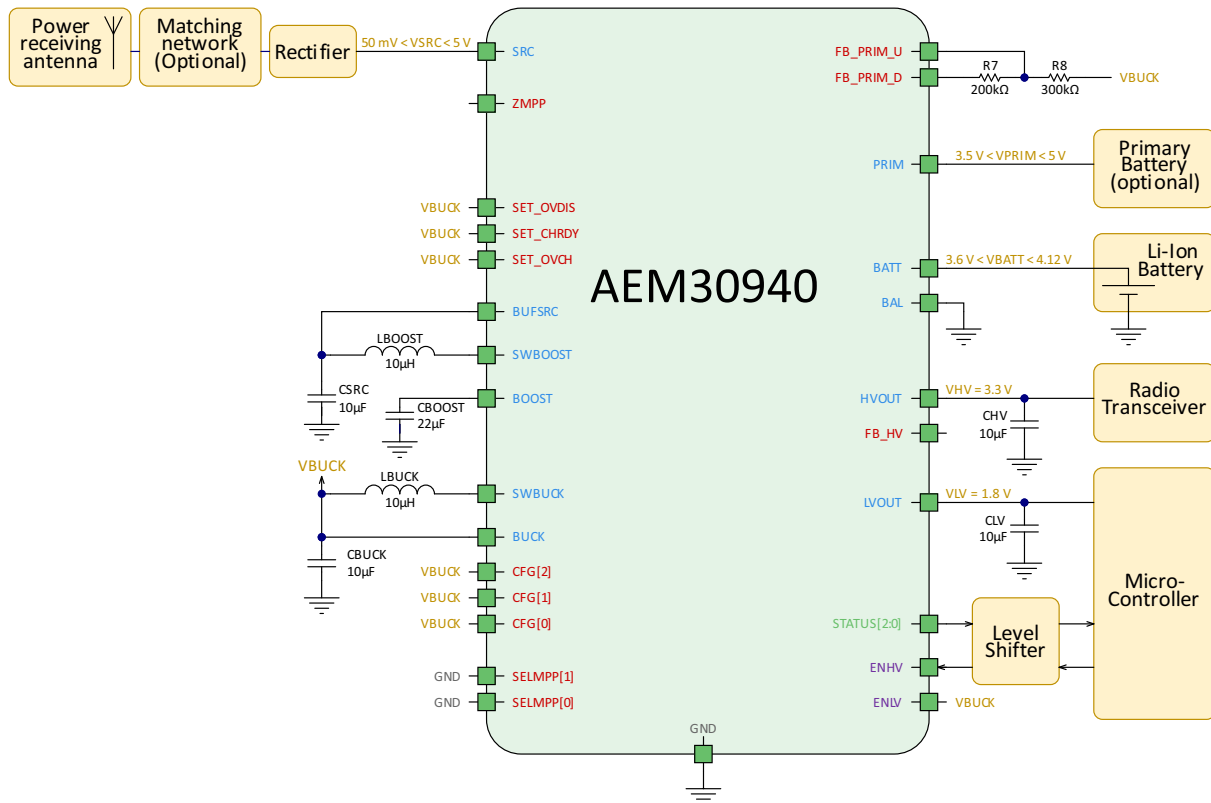 Power
receiving
antenna
Matching
network
(Optional)
Rectifier
50 mV < VSRC < 5 V
SRC
ZMPP
VBUCK
SET_OVDIS
VBUCK
SET_CHRDY
VBUCK
SET_OVCH
BUFSRC
LBOOST
10µH
SWBOOST
CSRC
10µF
BOOST
CBOOST
22µF
VBUCK
LBUCK
10µH
SWBUCK
BUCK
CBUCK
10µF
VBUCK
CFG[2]
VBUCK
CFG[1]
VBUCK
CFG[0]
GND
SELMPP[1]
GND
SELMPP[0]
AEM30940
GND
FB_PRIM_U
FB_PRIM_D
R7
200kΩ
R8
300kΩ
VBUCK
PRIM
3.5 V < VPRIM < 5 V
Primary
Battery
(optional)
BATT
3.6 V < VBATT < 4.12 V
Li-Ion
Battery
BAL
HVOUT
VHV = 3.3 V
CHV
10µF
Radio
Transceiver
FB_HV
LVOUT
VLV = 1.8 V
CLV
10µF
Micro-
Controller
STATUS[2:0]
Level
Shifter
ENHV
ENLV
VBUCK